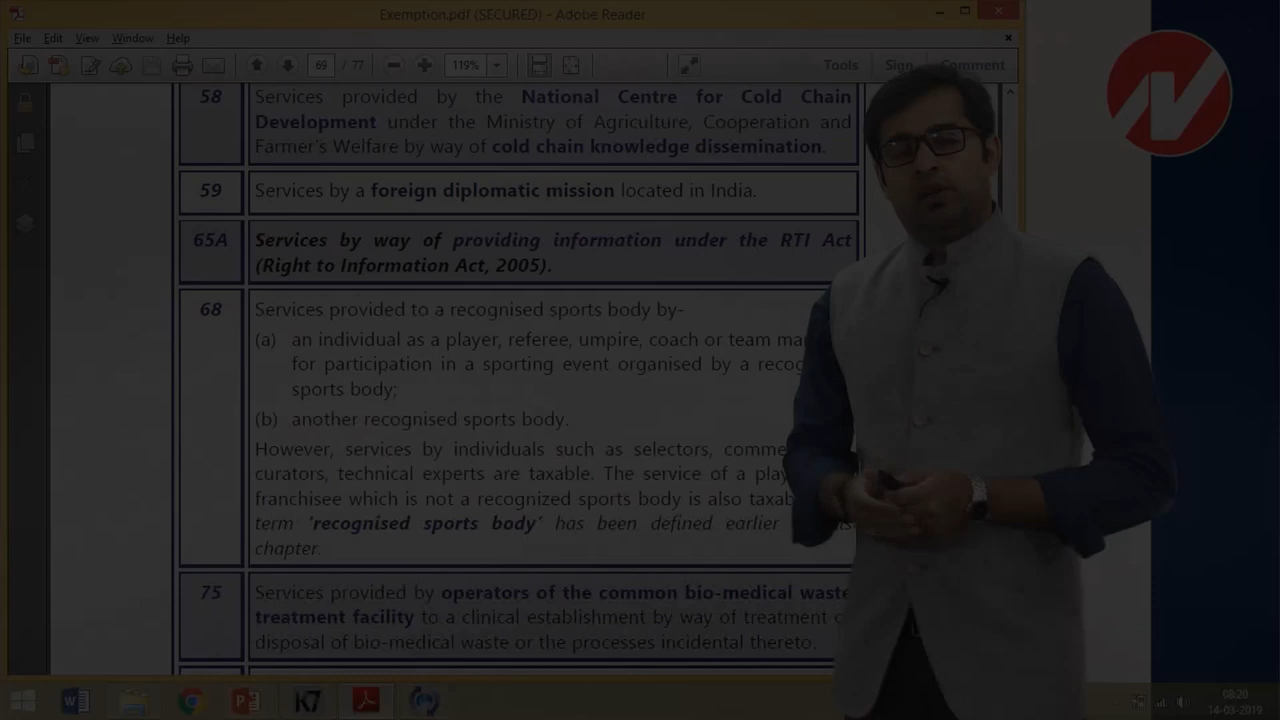 Exemption.pdf (SECURED) - Adobe Reader
File Edit View Window Help
69 / 77 119% Tools Sign Comment
58 Services provided by the National Centre for Cold Chain
Development under the Ministry of Agriculture, Cooperation and
Farmer's Welfare by way of cold chain knowledge dissemination.
59 Services by a foreign diplomatic mission located in India.
65A Services by way of providing information under the RTI Act
(Right to Information Act, 2005).
68 Services provided to a recognised sports body by-
(a) an individual as a player, referee, umpire, coach or team
for participation in a sporting event organised by a
sports body;
(b) another recognised sports body.
However, services by individuals such as selectors,
curators, technical experts are taxable. The service of a
franchisee which is not a recognized sports body is also
term 'recognised sports body' has been defined earlier
chapter.
75 Services provided by operators of the common bio-medical waste
treatment facility to a clinical establishment by way of treatment
disposal of bio-medical waste or the processes incidental thereto.
K7
08:20
14-03-2019